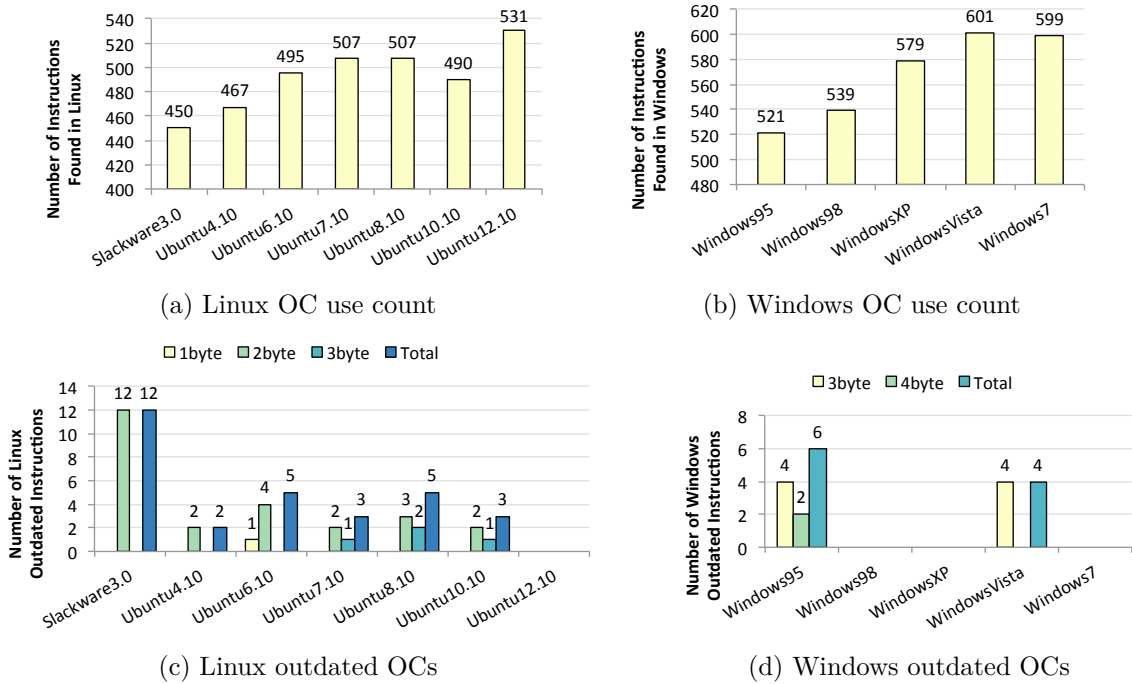 Number of Instructions
Found in Linux
540
520
500
480
460
440
420
400
450
467
495
507
507
490
531
Slackware3.0
Ubuntu4.10
Ubuntu6.10
Ubuntu7.10
Ubuntu8.10
Ubuntu10.10
Ubuntu12.10
(a) Linux OC use count
Number of Instructions
Found in Windows
620
600
580
560
540
520
500
480
521
539
579
601
599
Windows95
Windows98
WindowsXP
WindowsVista
Windows7
(b) Windows OC use count
1byte 2byte 3byte Total
Number of Linux
Outdated Instructions
14
12
10
8
6
4
2
0
12 12
2 2
1 4 5
2 1 3
3 2 5
2 1 3
Slackware3.0
Ubuntu4.10
Ubuntu6.10
Ubuntu7.10
Ubuntu8.10
Ubuntu10.10
Ubuntu12.10
(c) Linux outdated OCs
3byte 4byte Total
Number of Windows
Outdated Instructions
8
6
4
2
0
4 2 6
4 4
Windows95
Windows98
WindowsXP
WindowsVista
Windows7
(d) Windows outdated OCs